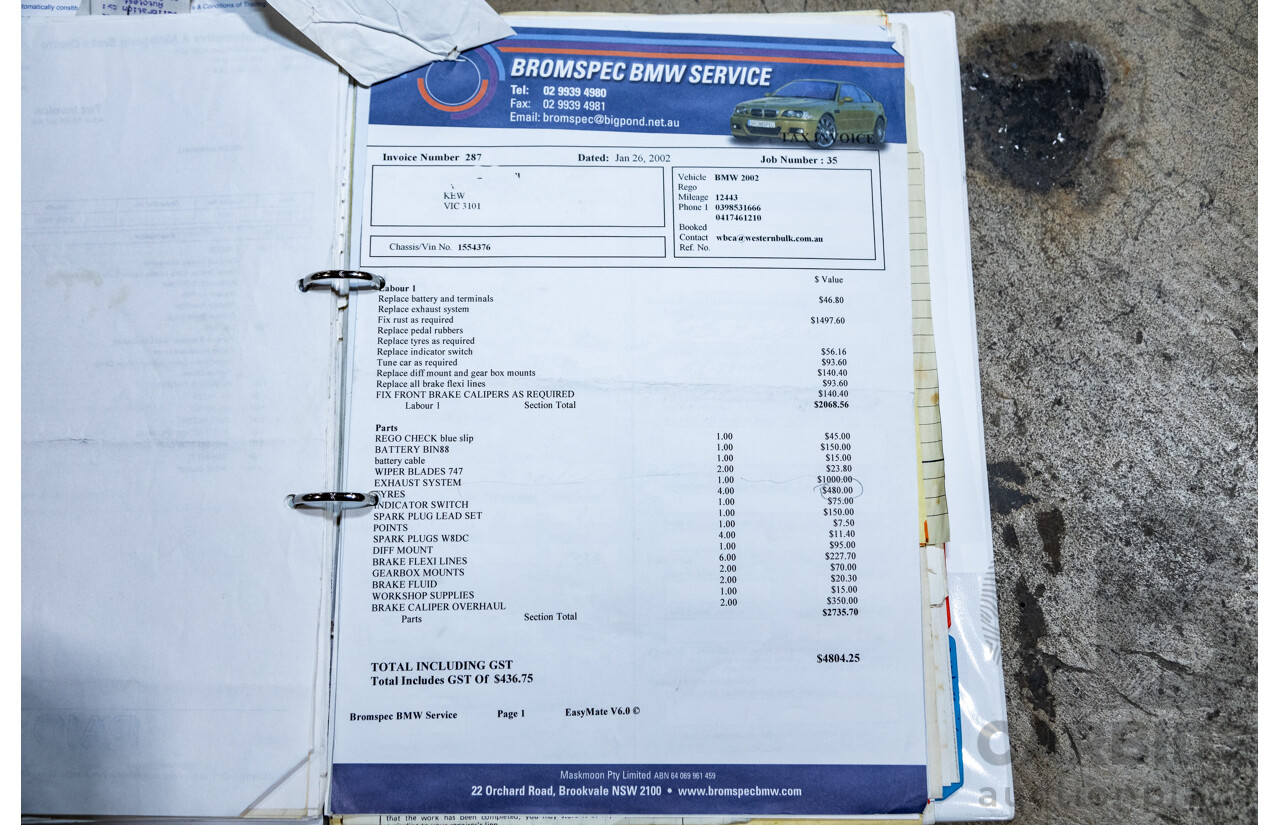 BROMSPEC BMW SERVICE
Tel: 02 9939 4980
Fax: 02 9939 4981
Email: bromspec@bigpond.net.au
TAX INVOICE
Invoice Number 287 Dated: Jan 26, 2002 Job Number : 35
KEW
VIC 3101
Vehicle BMW 2002
Rego
Mileage 12443
Phone 1 0398531666
0417461210
Booked
Contact wbca@westernbulk.com.au
Ref. No.
Chassis/Vin No. 1554376
$ Value
Labour 1
Replace battery and terminals $46.80
Replace exhaust system
Fix rust as required $1497.60
Replace pedal rubbers
Replace tyres as required
Replace indicator switch $56.16
Tune car as required $93.60
Replace diff mount and gear box mounts $140.40
Replace all brake flexi lines $93.60
FIX FRONT BRAKE CALIPERS AS REQUIRED $140.40
Labour 1 Section Total $2068.56
Parts
REGO CHECK blue slip 1.00 $45.00
BATTERY BIN88 1.00 $150.00
battery cable 1.00 $15.00
WIPER BLADES 747 2.00 $23.80
EXHAUST SYSTEM 1.00 $1000.00
TYRES 4.00 $480.00
INDICATOR SWITCH 1.00 $75.00
SPARK PLUG LEAD SET 1.00 $150.00
POINTS 1.00 $7.50
SPARK PLUGS W8DC 4.00 $11.40
DIFF MOUNT 1.00 $95.00
BRAKE FLEXI LINES 6.00 $227.70
GEARBOX MOUNTS 2.00 $70.00
BRAKE FLUID 2.00 $20.30
WORKSHOP SUPPLIES 1.00 $15.00
BRAKE CALIPER OVERHAUL 2.00 $350.00
Parts Section Total $2735.70
TOTAL INCLUDING GST $4804.25
Total Includes GST Of $436.75
Bromspec BMW Service Page 1 EasyMate V6.0 ©
Maskmoon Pty Limited ABN 64 069 961 459
22 Orchard Road, Brookvale NSW 2100 • www.bromspecbmw.com
that the work has been completed, you may